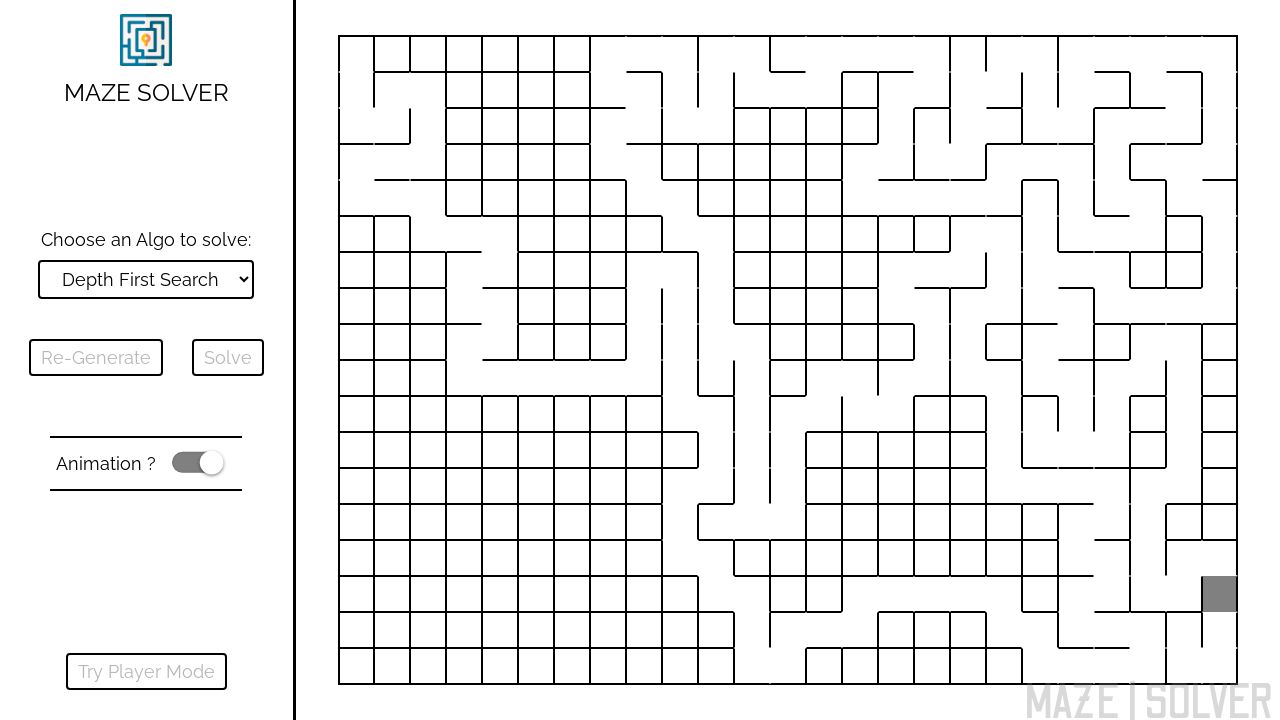 MAZE SOLVER
Choose an Algo to solve:
Depth First Search
Re-Generate
Solve
Animation ?
Try Player Mode
MAZE | SOLVER